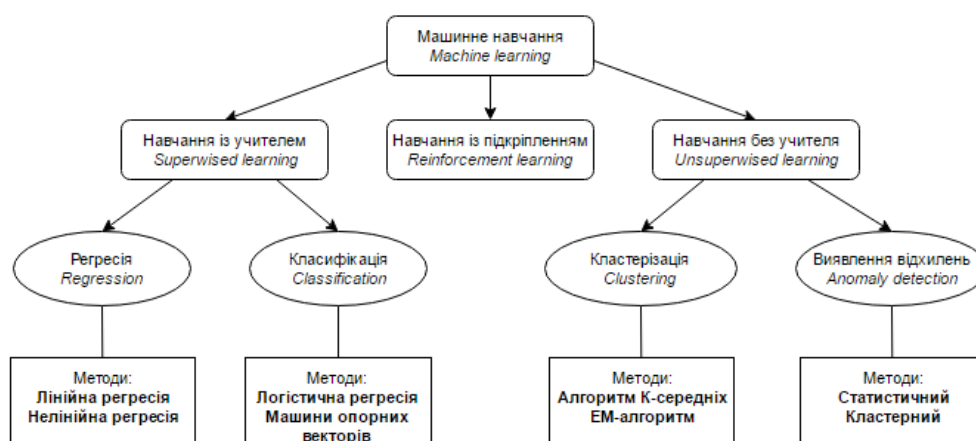 Машинне навчання
Machine learning
Навчання із учителем
Superwised learning
Навчання із підкріпленням
Reinforcement learning
Навчання без учителя
Unsuperwised learning
Регресія
Regression
Класифікація
Classification
Кластерізація
Clustering
Виявлення відхилень
Anomaly detection
Методи:
Лінійна регресія
Нелінійна регресія
Методи:
Логістична регресія
Машини опорних
векторів
Методи:
Алгоритм К-середніх
ЕМ-алгоритм
Методи:
Статистичний
Кластерний